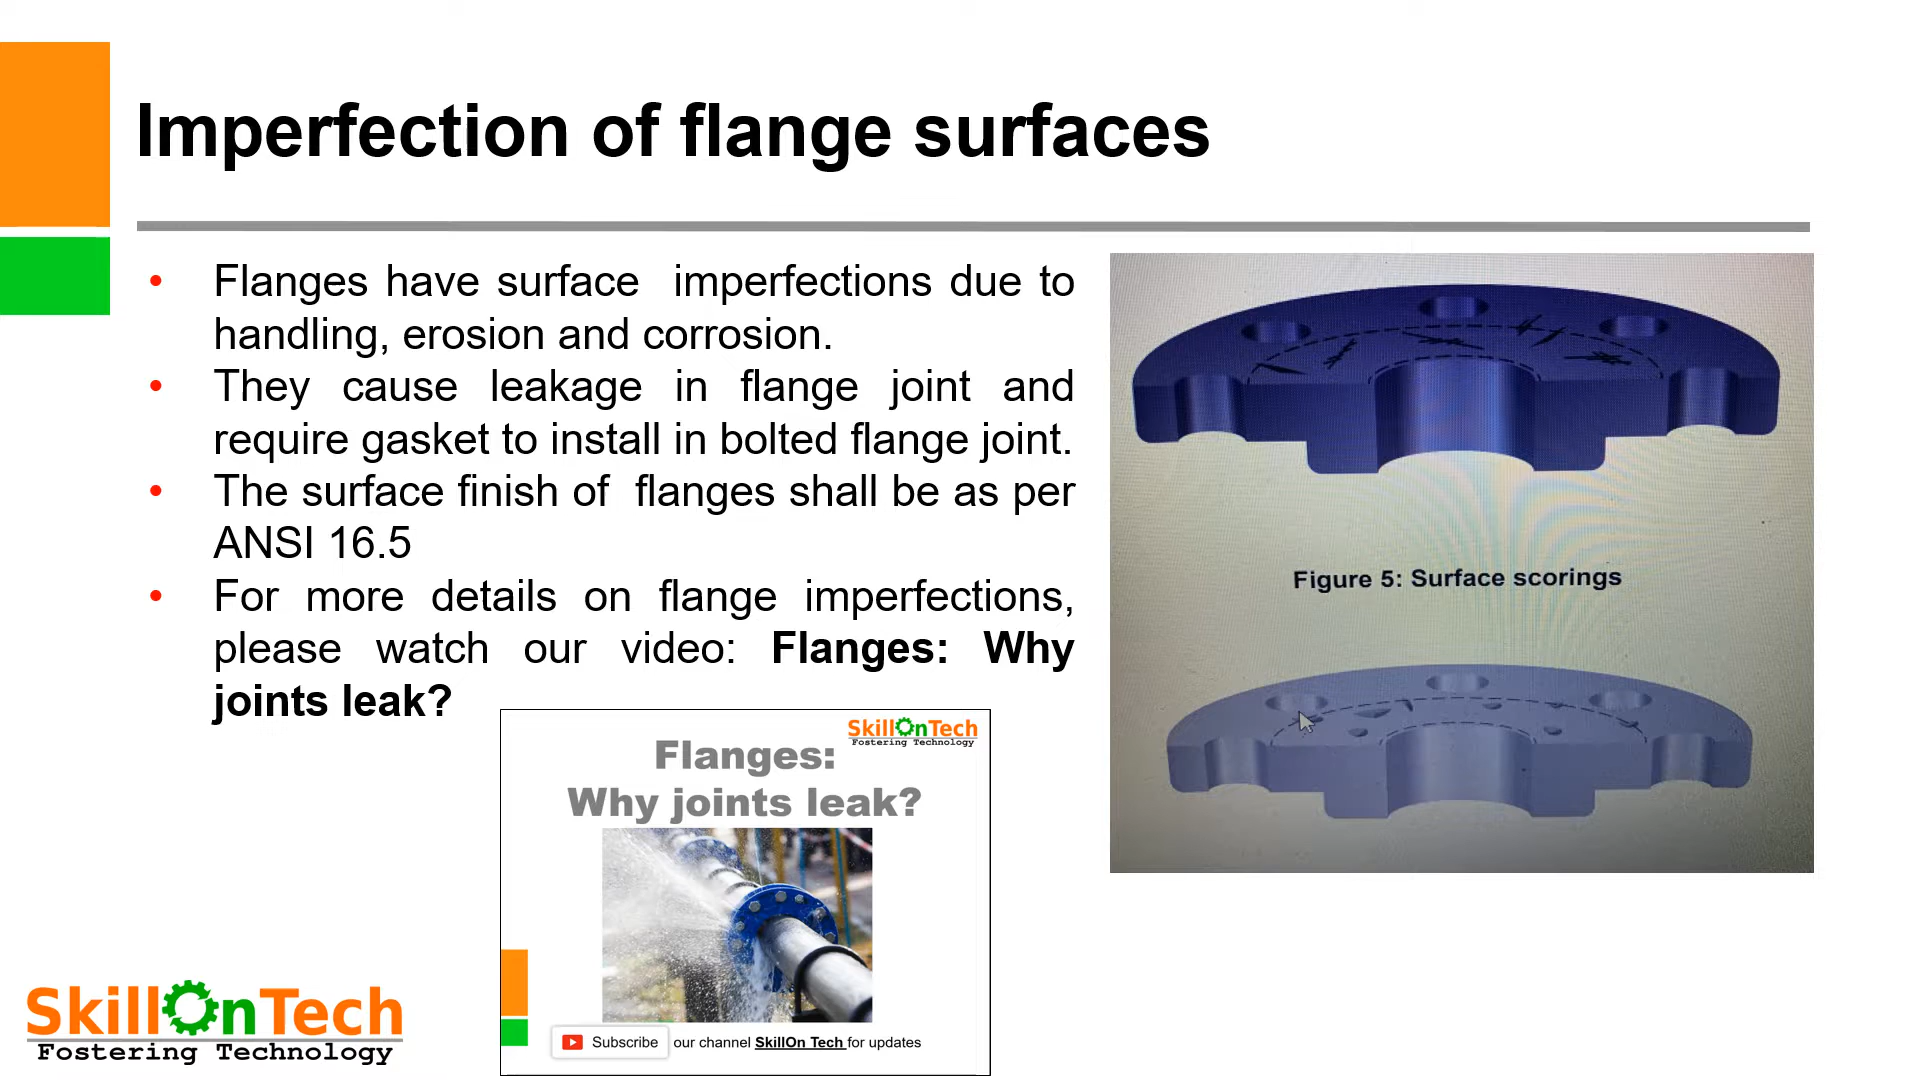 Imperfection of flange surfaces
• Flanges have surface imperfections due to
handling, erosion and corrosion.
• They cause leakage in flange joint and
require gasket to install in bolted flange joint.
• The surface finish of flanges shall be as per
ANSI 16.5
• For more details on flange imperfections,
please watch our video: Flanges: Why
joints leak?
Figure 5: Surface scorings
SkillOnTech
Fostering Technology
Flanges:
Why joints leak?
Subscribe our channel SkillOn Tech for updates
SkillOnTech
Fostering Technology